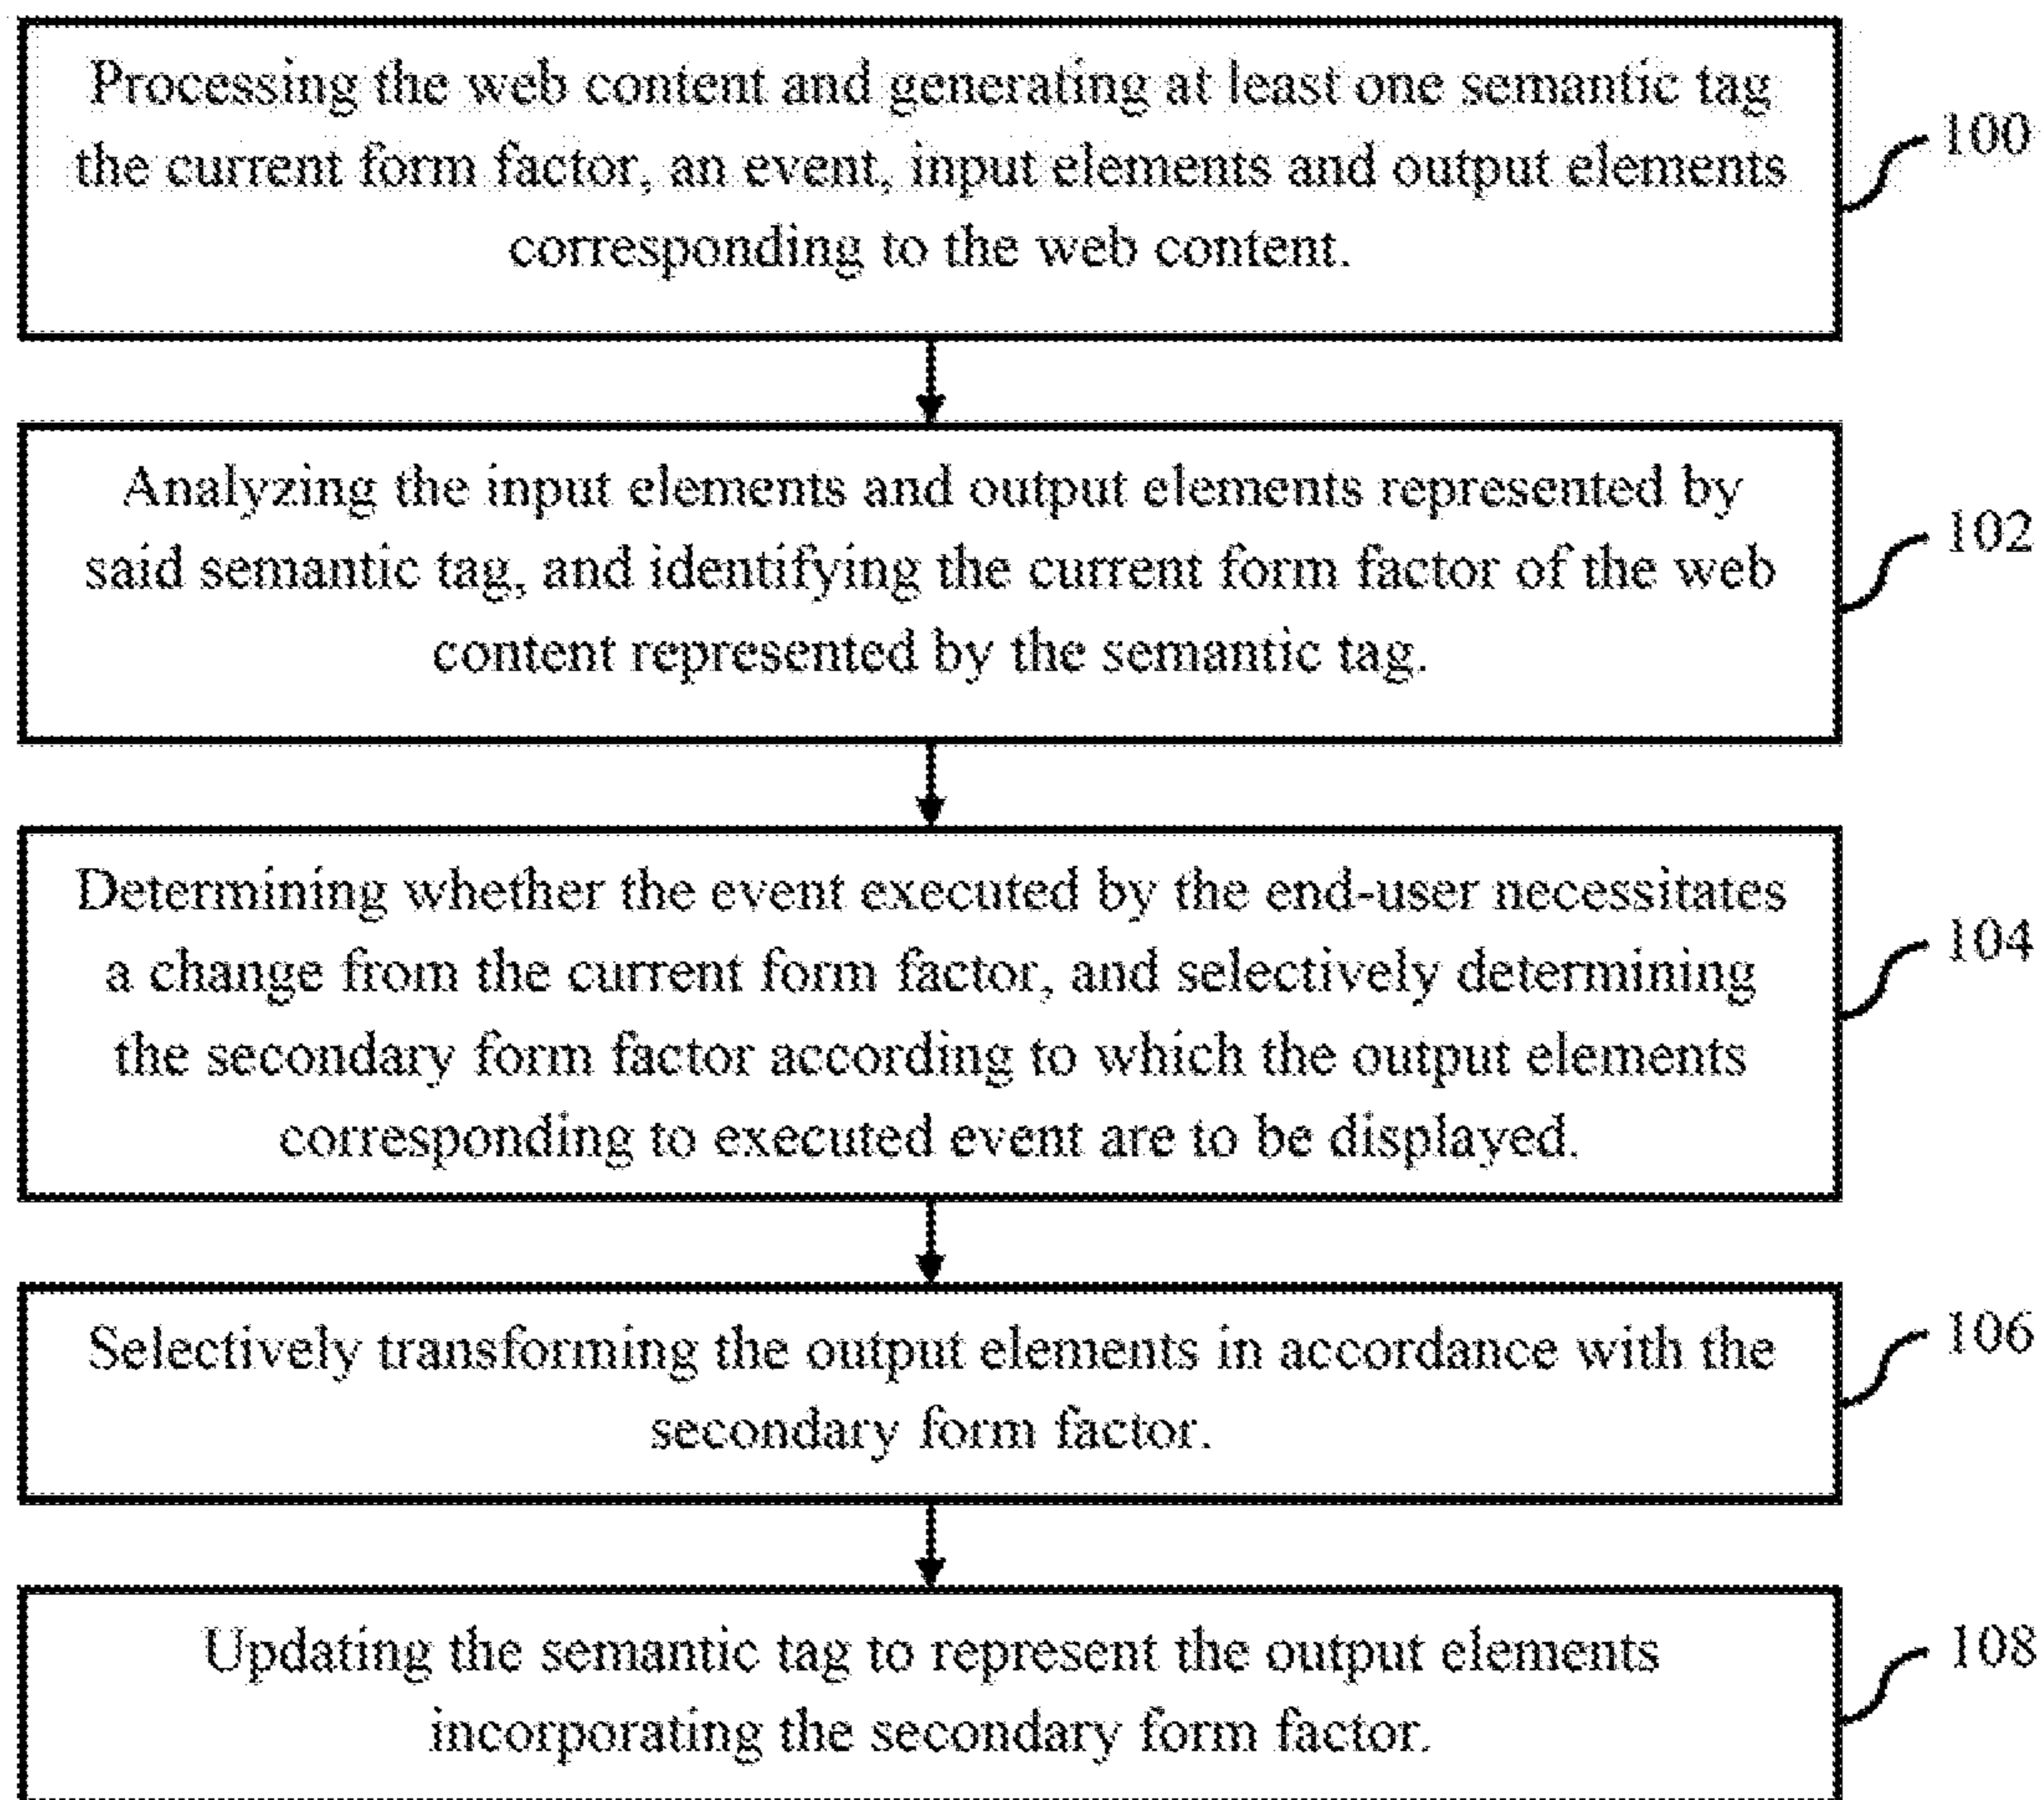 Processing the web content and generating at least one semantic tag
the current form factor, an event, input elements and output elements
corresponding to the web content.
100
Analyzing the input elements and output elements represented by
said semantic tag, and identifying the current form factor of the web
content represented by the semantic tag.
102
Determining whether the event executed by the end-user necessitates
a change from the current form factor, and selectively determining
the secondary form factor according to which the output elements
corresponding to executed event are to be displayed.
104
Selectively transforming the output elements in accordance with the
secondary form factor.
106
Updating the semantic tag to represent the output elements
incorporating the secondary form factor.
108